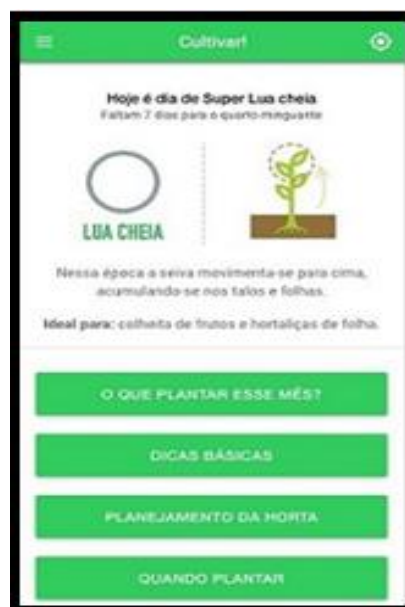 Cultivar!
Hoje é dia de Super Lua cheia
Faltam 7 dias para o quarto minguante
LUA CHEIA
Nessa época a seiva movimenta-se para cima,
acumulando-se nos talos e folhas.
Ideal para: colheita de frutos e hortaliças de folha.
O QUE PLANTAR ESSE MÊS?
DICAS BÁSICAS
PLANEJAMENTO DA HORTA
QUANDO PLANTAR